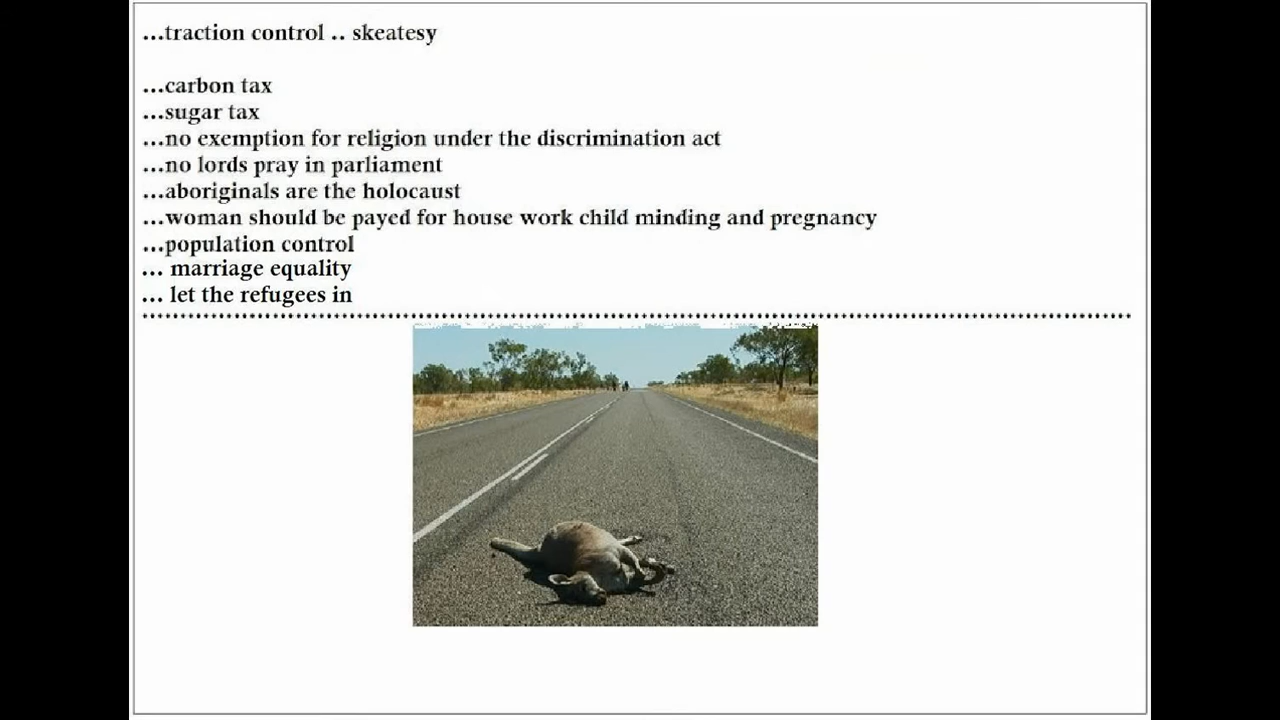 ...traction control .. skeatesy
...carbon tax
...sugar tax
...no exemption for religion under the discrimination act
...no lords pray in parliament
...aboriginals are the holocaust
...woman should be payed for house work child minding and pregnancy
...population control
... marriage equality
... let the refugees in